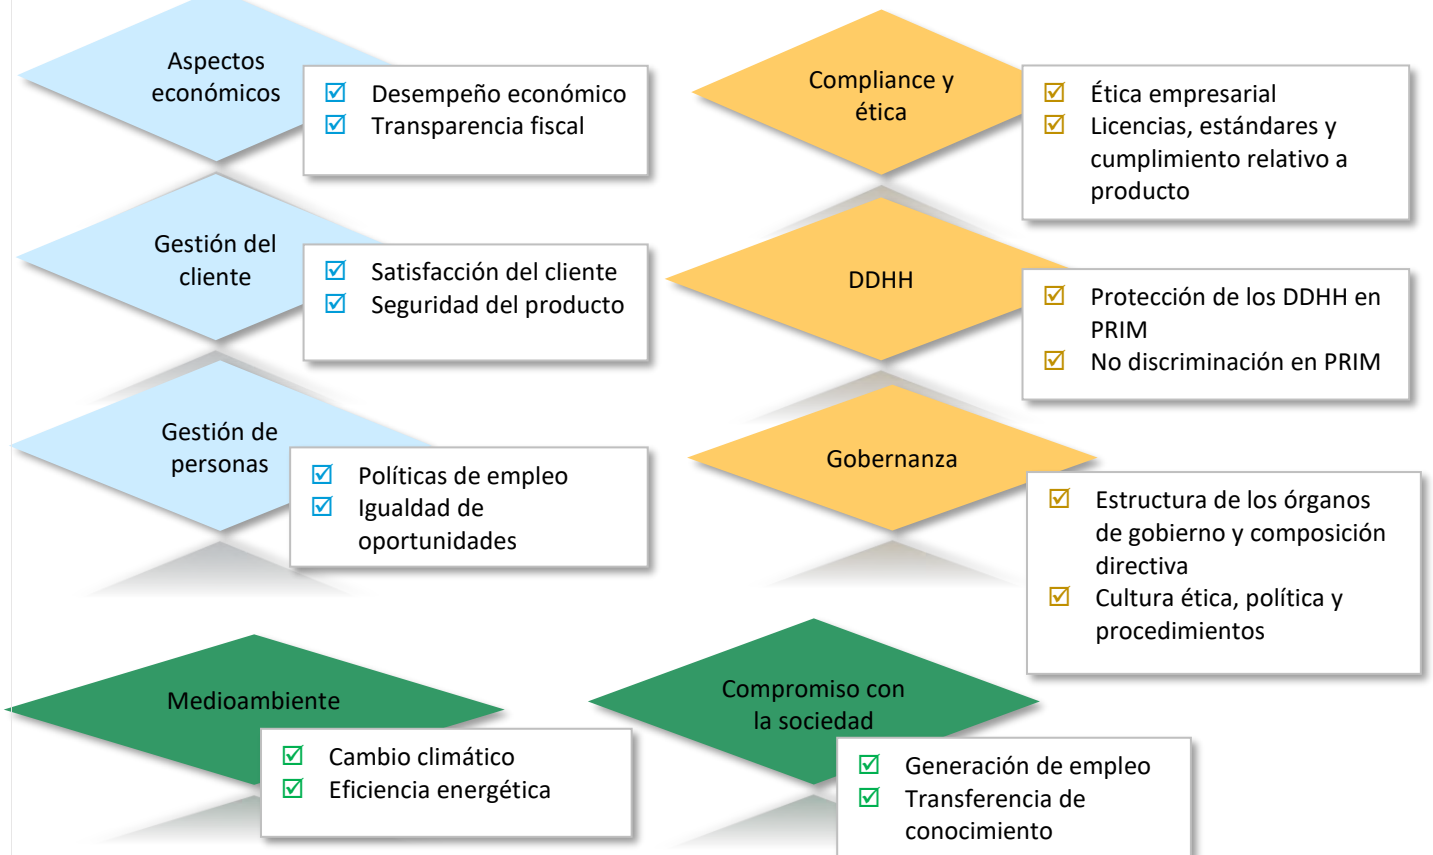 Aspectos
económicos
Desempeño económico
Transparencia fiscal
Compliance y
ética
Ética empresarial
Licencias, estándares y
cumplimiento relativo a
producto
Gestión del
cliente
Satisfacción del cliente
Seguridad del producto
DDHH
Protección de los DDHH en
PRIM
No discriminación en PRIM
Gestión de
personas
Políticas de empleo
Igualdad de
oportunidades
Gobernanza
Estructura de los órganos
de gobierno y composición
directiva
Cultura ética, política y
procedimientos
Medioambiente
Cambio climático
Eficiencia energética
Compromiso con
la sociedad
Generación de empleo
Transferencia de
conocimiento